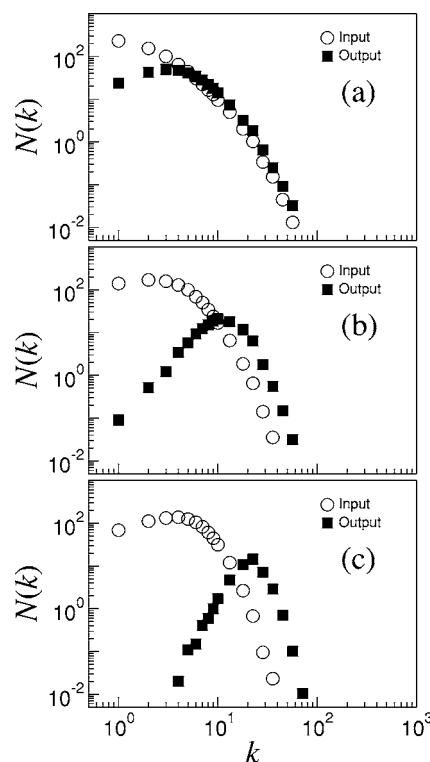 10²
10⁰
10⁻²
N(k)
Input
Output
(a)
10²
10⁰
10⁻²
N(k)
Input
Output
(b)
10²
10⁰
10⁻²
N(k)
Input
Output
(c)
10⁰ 10¹ 10² 10³
k